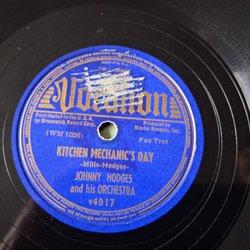 Vocalion
Distributed in the U.S.A.
by Brunswick Record Corp.
Produced by
Master Records, Inc.
(WM 1026)
Fox Trot
KITCHEN MECHANIC'S DAY
-Mills-Hodges-
JOHNNY HODGES
and his ORCHESTRA
v4917